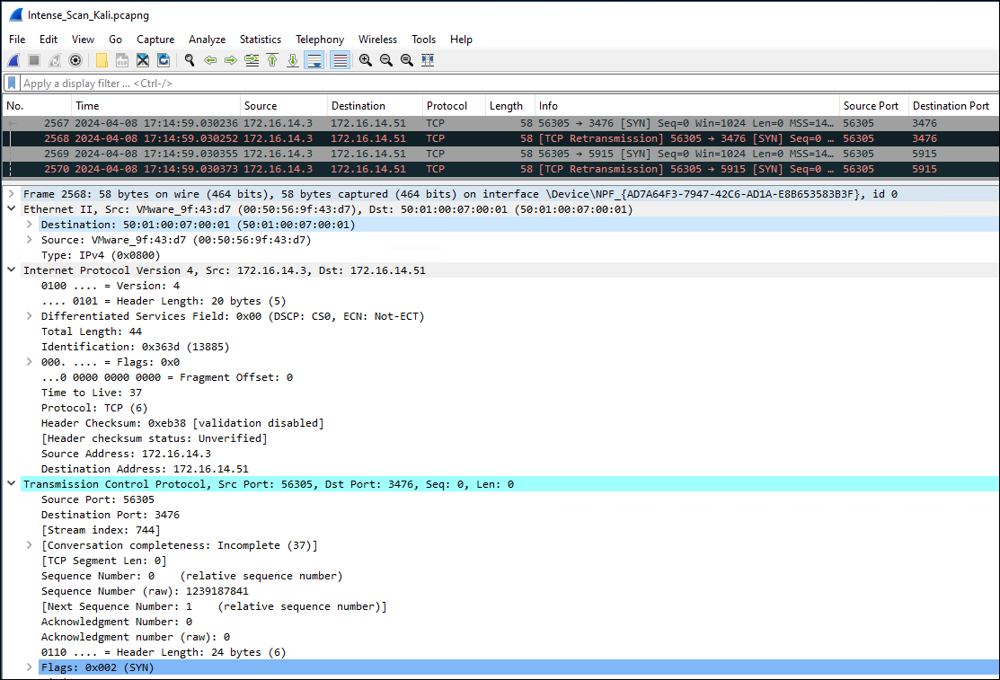 Intense_Scan_Kali.pcapng
File Edit View Go Capture Analyze Statistics Telephony Wireless Tools Help
Apply a display filter ... <Ctrl-/>
No. Time Source Destination Protocol Length Info Source Port Destination Port
2567 2024-04-08 17:14:59.030236 172.16.14.3 172.16.14.51 TCP 58 56305 → 3476 [SYN] Seq=0 Win=1024 Len=0 MSS=14… 56305 3476
2568 2024-04-08 17:14:59.030252 172.16.14.3 172.16.14.51 TCP 58 [TCP Retransmission] 56305 → 3476 [SYN] Seq=0 … 56305 3476
2569 2024-04-08 17:14:59.030355 172.16.14.3 172.16.14.51 TCP 58 56305 → 5915 [SYN] Seq=0 Win=1024 Len=0 MSS=14… 56305 5915
2570 2024-04-08 17:14:59.030373 172.16.14.3 172.16.14.51 TCP 58 [TCP Retransmission] 56305 → 5915 [SYN] Seq=0 … 56305 5915
Frame 2568: 58 bytes on wire (464 bits), 58 bytes captured (464 bits) on interface \Device\NPF_{AD7A64F3-7947-42C6-AD1A-E8B653583B3F}, id 0
Ethernet II, Src: VMware_9f:43:d7 (00:50:56:9f:43:d7), Dst: 50:01:00:07:00:01 (50:01:00:07:00:01)
Destination: 50:01:00:07:00:01 (50:01:00:07:00:01)
Source: VMware_9f:43:d7 (00:50:56:9f:43:d7)
Type: IPv4 (0x0800)
Internet Protocol Version 4, Src: 172.16.14.3, Dst: 172.16.14.51
0100 .... = Version: 4
.... 0101 = Header Length: 20 bytes (5)
Differentiated Services Field: 0x00 (DSCP: CS0, ECN: Not-ECT)
Total Length: 44
Identification: 0x363d (13885)
000. .... = Flags: 0x0
...0 0000 0000 0000 = Fragment Offset: 0
Time to Live: 37
Protocol: TCP (6)
Header Checksum: 0xeb38 [validation disabled]
[Header checksum status: Unverified]
Source Address: 172.16.14.3
Destination Address: 172.16.14.51
Transmission Control Protocol, Src Port: 56305, Dst Port: 3476, Seq: 0, Len: 0
Source Port: 56305
Destination Port: 3476
[Stream index: 744]
[Conversation completeness: Incomplete (37)]
[TCP Segment Len: 0]
Sequence Number: 0 (relative sequence number)
Sequence Number (raw): 1239187841
[Next Sequence Number: 1 (relative sequence number)]
Acknowledgment Number: 0
Acknowledgment number (raw): 0
0110 .... = Header Length: 24 bytes (6)
Flags: 0x002 (SYN)